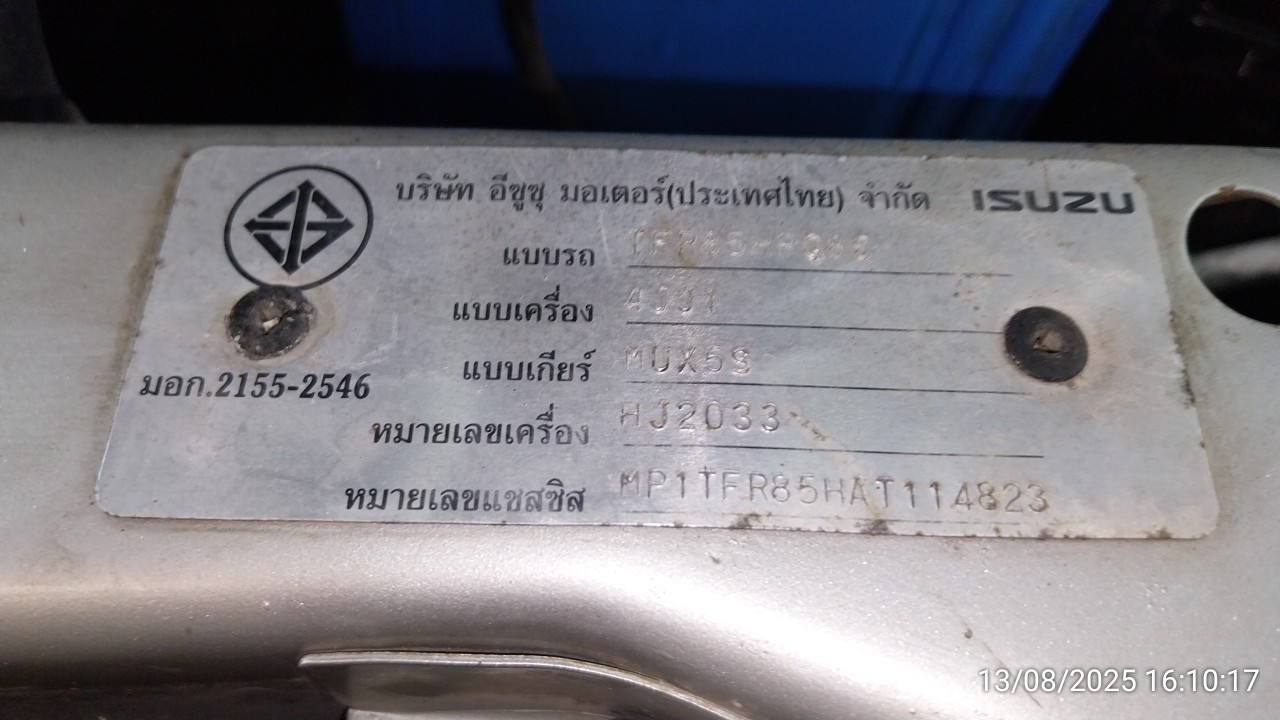 บริษัท อีซูซุ มอเตอร์(ประเทศไทย) จำกัด ISUZU
แบบรถ
แบบเครื่อง 4JJ1
แบบเกียร์ MUX5S
มอก.2155-2546
หมายเลขเครื่อง HJ2033
หมายเลขแชสซิส MP1TFR85HAT114823
13/08/2025 16:10:17